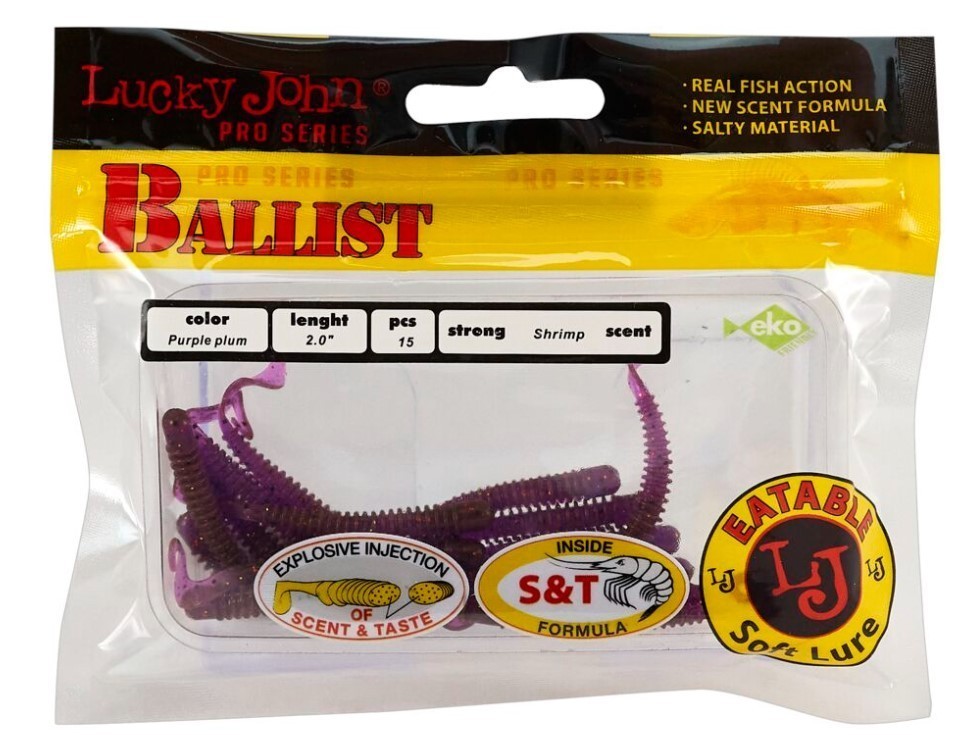 Lucky John®
PRO SERIES
· REAL FISH ACTION
· NEW SCENT FORMULA
· SALTY MATERIAL
PRO SERIES PRO SERIES
BALLIST
color
Purple plum
lenght
2.0"
pcs
15
strong Shrimp scent
eko
EXPLOSIVE INJECTION
OF
SCENT & TASTE
INSIDE
S&T
FORMULA
EATABLE
LJ LJ LJ
Soft Lure